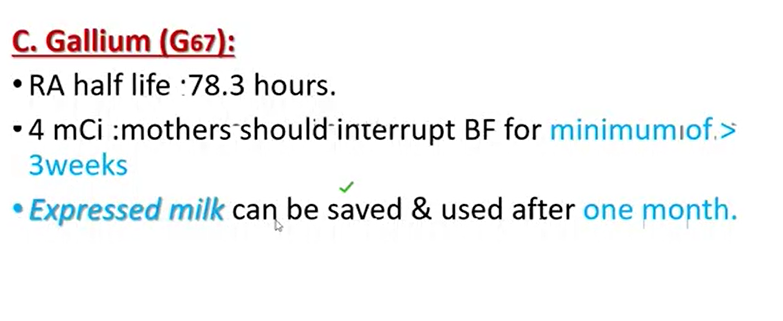 C. Gallium (G67):
• RA half life :78.3 hours.
• 4 mCi :mothers should interrupt BF for minimum of >
3weeks
• Expressed milk can be saved & used after one month.